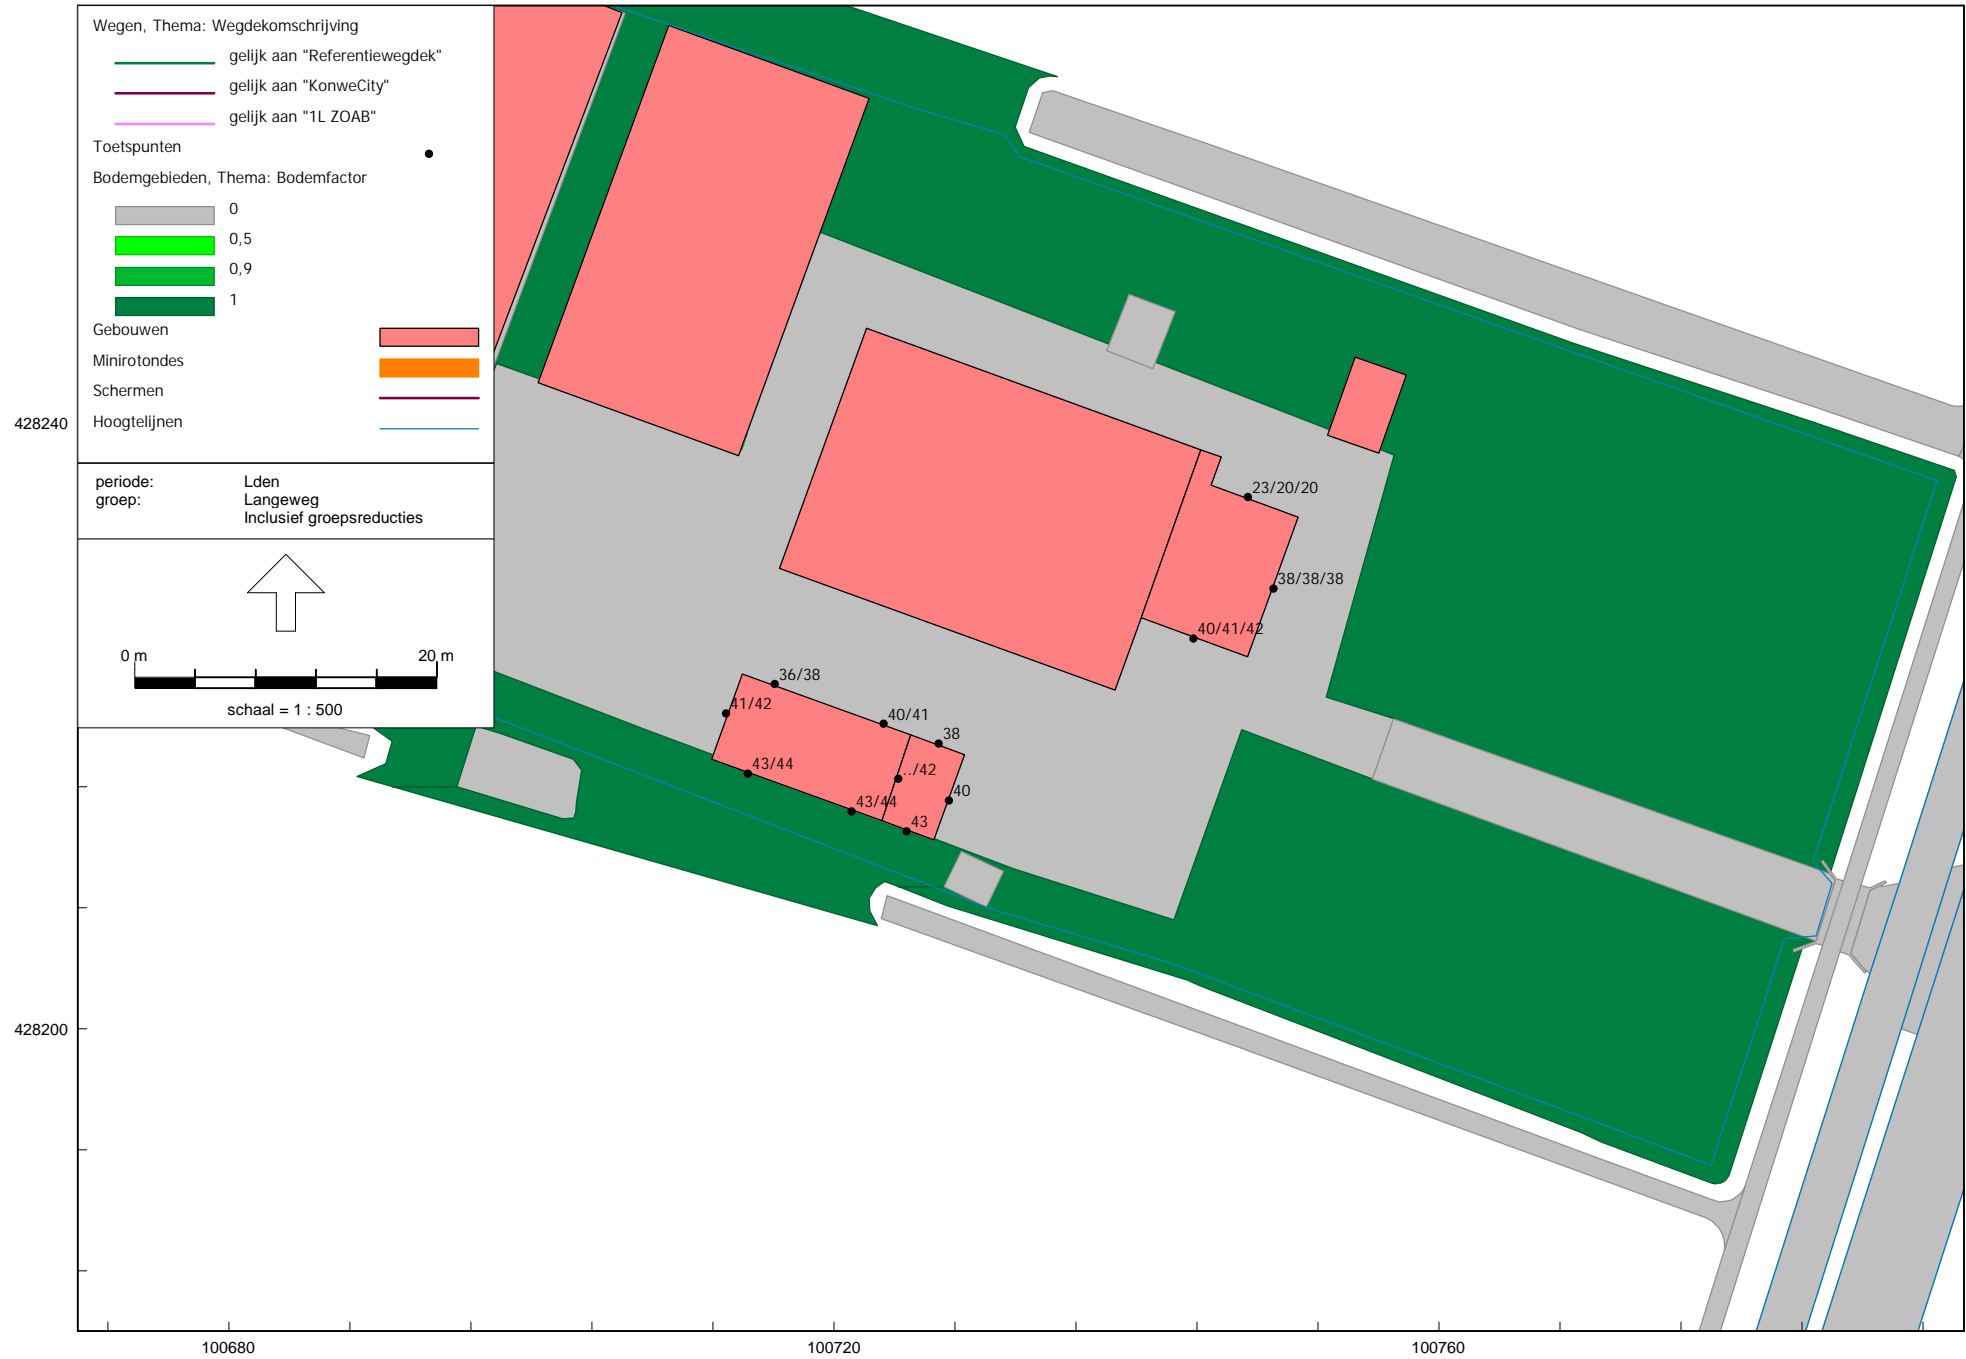 Wegen, Thema: Wegdekomschrijving
gelijk aan "Referentiewegdek"
gelijk aan "KonweCity"
gelijk aan "1L ZOAB"
Toetspunten
Bodemgebieden, Thema: Bodemfactor
0
0,5
0,9
1
Gebouwen
Minirotondes
Schermen
Hoogtelijnen
periode: Lden
groep: Langeweg
Inclusief groepsreducties
0 m 20 m
schaal = 1 : 500
428240
428200
100680 100720 100760
23/20/20
38/38/38
40/41/42
36/38
41/42
40/41
38
43/44
../42
40
43/44
43